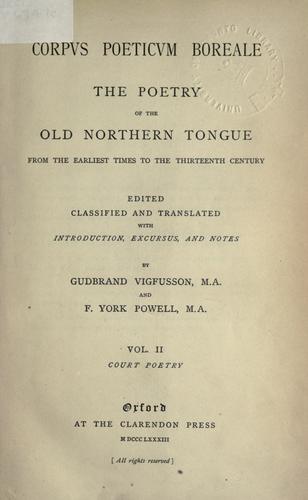 CORPVS POETICVM BOREALE
THE POETRY
OF THE
OLD NORTHERN TONGUE
FROM THE EARLIEST TIMES TO THE THIRTEENTH CENTURY
EDITED
CLASSIFIED AND TRANSLATED
WITH
INTRODUCTION, EXCURSUS, AND NOTES
BY
GUDBRAND VIGFUSSON, M.A.
AND
F. YORK POWELL, M.A.
VOL. II
COURT POETRY
Oxford
AT THE CLARENDON PRESS
M DCCC LXXXIII
[ All rights reserved ]